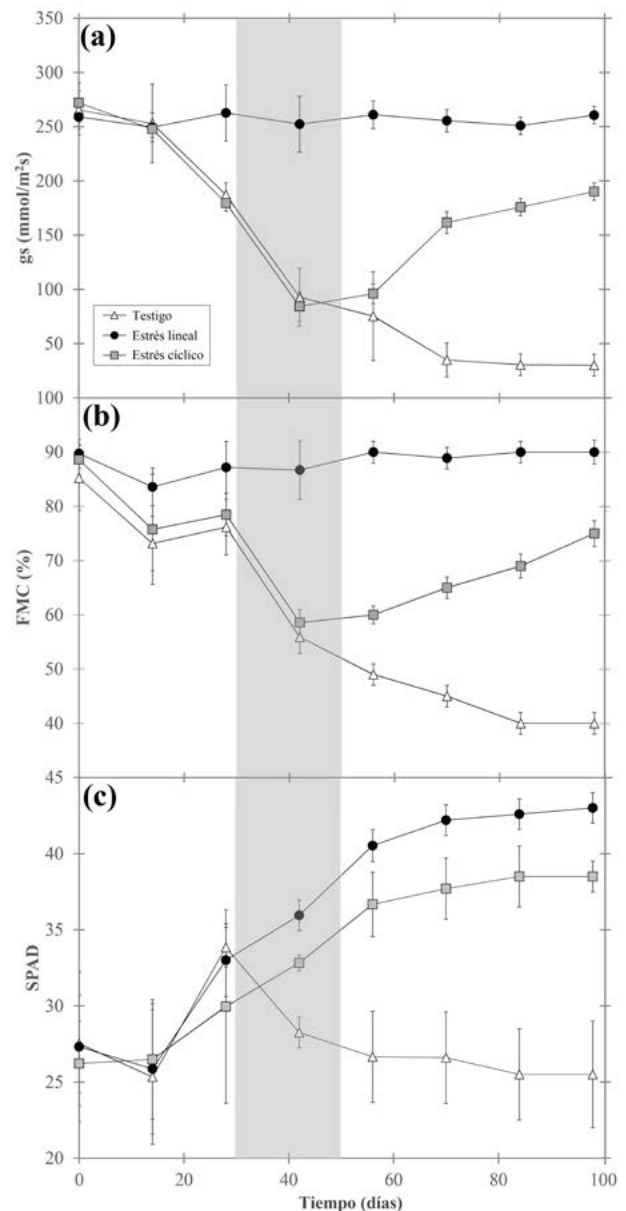 (a)
350
300
250
200
150
100
50
gs (mmol/m²s)
Testigo
Estrés lineal
Estrés cíclico
(b)
100
90
80
70
60
50
40
FMC (%)
(c)
45
40
35
30
25
20
SPAD
0
20
40
60
80
100
Tiempo (días)